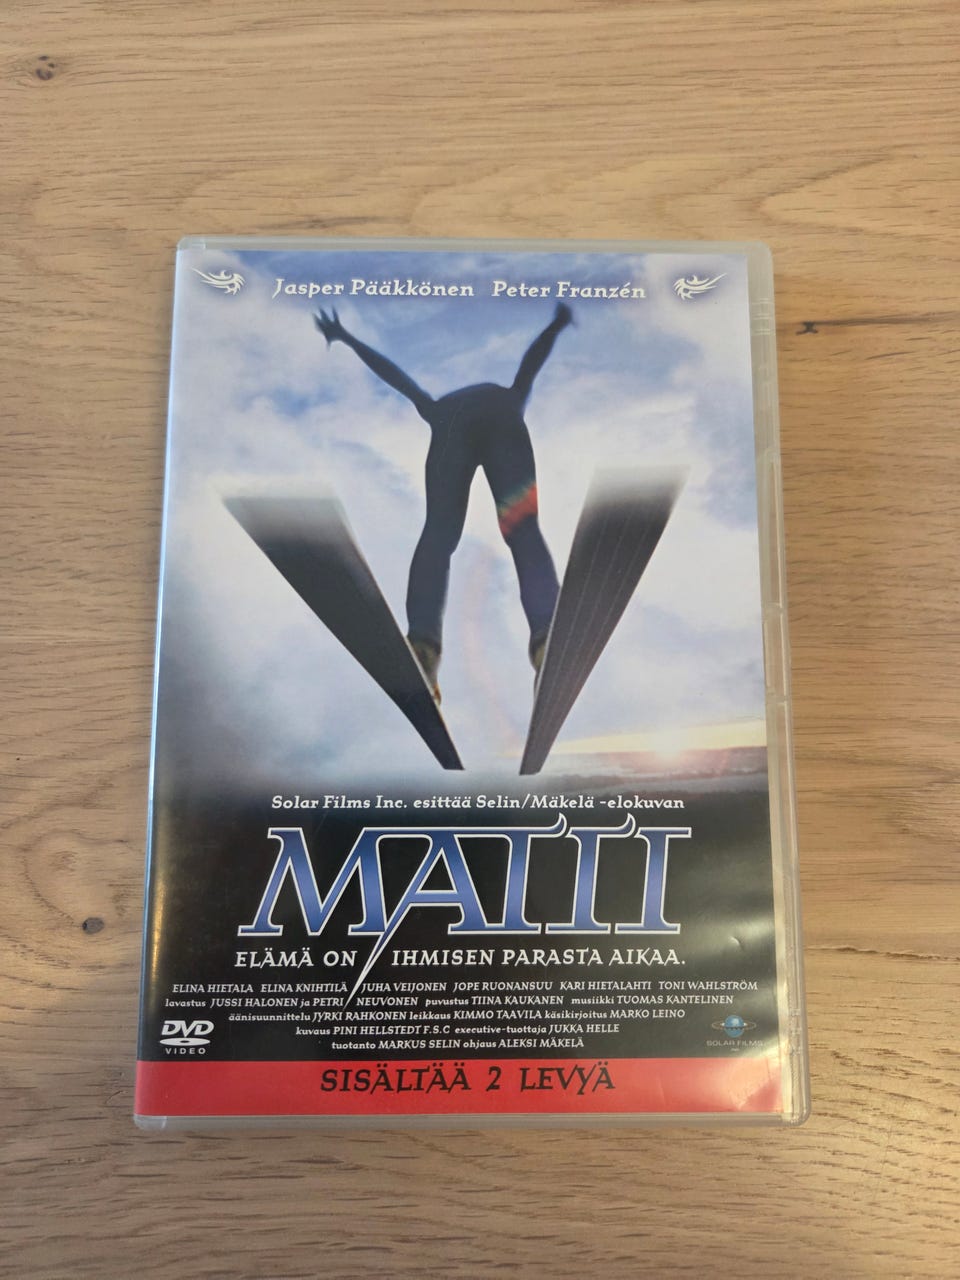 Jasper Pääkkönen Peter Franzén
Solar Films Inc. esittää Selin/Mäkelä -elokuvan
MATTI
ELÄMÄ ON IHMISEN PARASTA AIKAA.
ELINA HIETALA ELINA KNIHTILÄ JUHA VEIJONEN JOPE RUONANSUU KARI HIETALAHTI TONI WAHLSTRÖM
lavastus JUSSI HALONEN ja PETRI NEUVONEN puvustus TIINA KAUKANEN musiikki TUOMAS KANTELINEN
äänisuunnittelu JYRKI RAHKONEN leikkaus KIMMO TAAVILA käsikirjoitus MARKO LEINO
kuvaus PINI HELLSTEDT F.S.C executive-tuottaja JUKKA HELLE
tuotanto MARKUS SELIN ohjaus ALEKSI MÄKELÄ
DVD
VIDEO
SOLAR FILMS
SISÄLTÄÄ 2 LEVYÄ